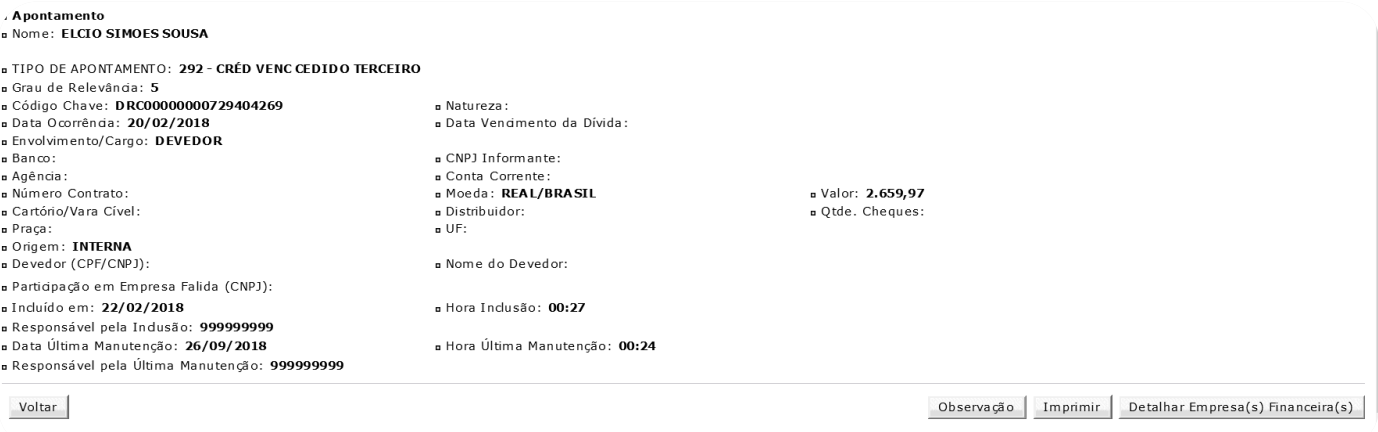 Apontamento
Nome: ELCIO SIMOES SOUSA
TIPO DE APONTAMENTO: 292 - CRÉD VENC CEDIDO TERCEIRO
Grau de Relevância: 5
Código Chave: DRC00000000729404269 Natureza:
Data Ocorrência: 20/02/2018 Data Vencimento da Dívida:
Envolvimento/Cargo: DEVEDOR
Banco: CNPJ Informante:
Agência: Conta Corrente:
Número Contrato: Moeda: REAL/BRASIL Valor: 2.659,97
Cartório/Vara Cível: Distribuidor: Qtde. Cheques:
Praça: UF:
Origem: INTERNA
Devedor (CPF/CNPJ): Nome do Devedor:
Participação em Empresa Falida (CNPJ):
Incluído em: 22/02/2018 Hora Inclusão: 00:27
Responsável pela Inclusão: 999999999
Data Última Manutenção: 26/09/2018 Hora Última Manutenção: 00:24
Responsável pela Última Manutenção: 999999999
Voltar Observação Imprimir Detalhar Empresa(s) Financeira(s)